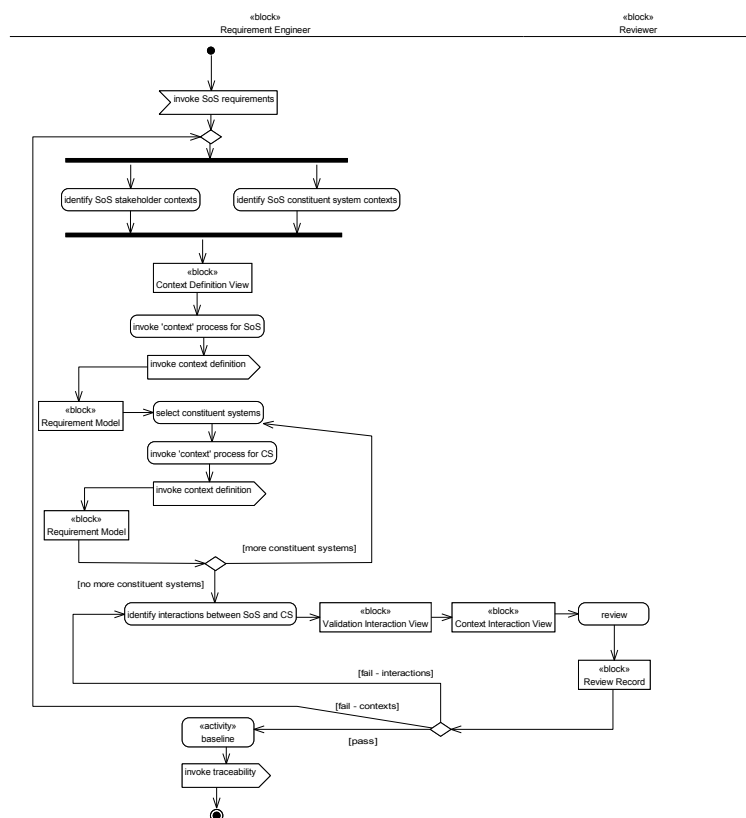 «block»
Requirement Engineer
«block»
Reviewer
invoke SoS requirements
identify SoS stakeholder contexts
identify SoS constituent system contexts
«block»
Context Definition View
invoke 'context' process for SoS
invoke context definition
«block»
Requirement Model
select constituent systems
invoke 'context' process for CS
invoke context definition
«block»
Requirement Model
[more constituent systems]
[no more constituent systems]
identify interactions between SoS and CS
«block»
Validation Interaction View
«block»
Context Interaction View
review
«block»
Review Record
[fail - interactions]
[fail - contexts]
«activity»
baseline
[pass]
invoke traceability